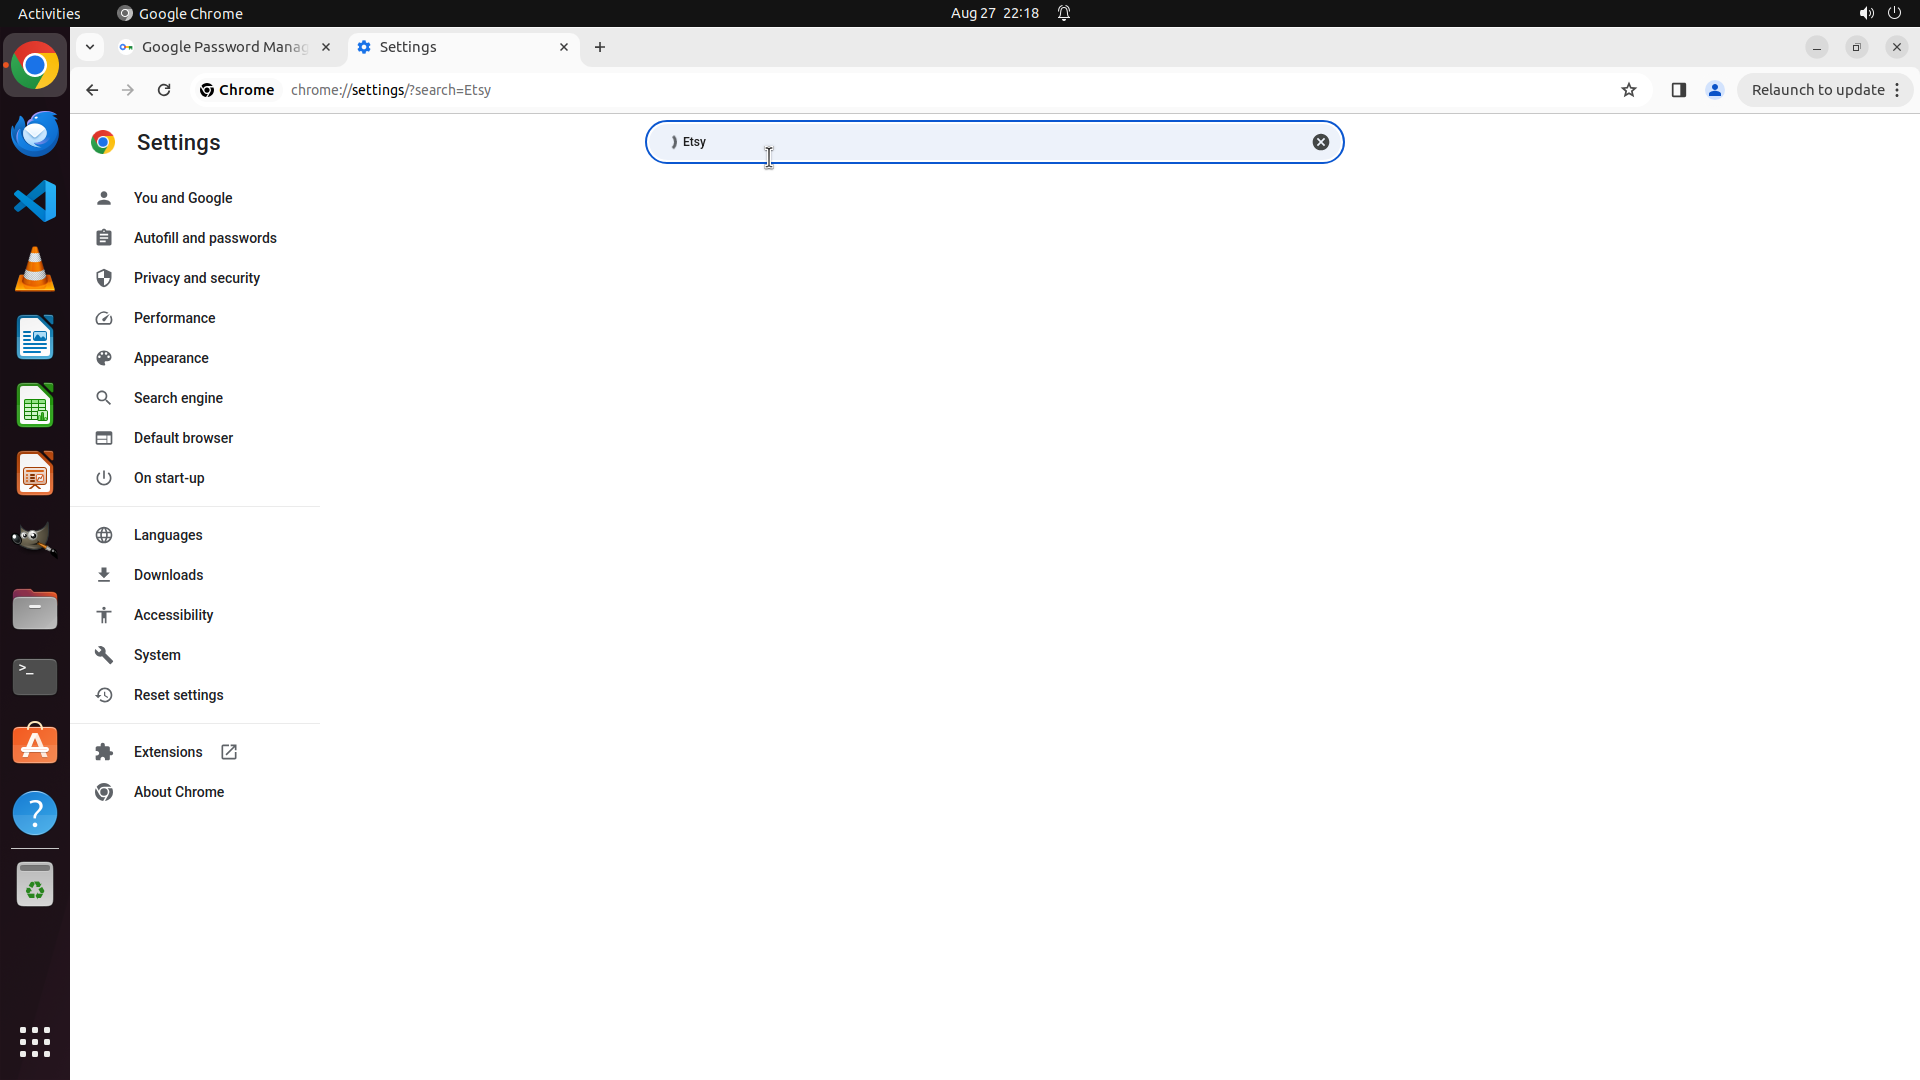 Activities
Google Chrome
Aug 27 22:18
Google Password Manag
Settings
Chrome
chrome://settings/?search=Etsy
Relaunch to update
Settings
Etsy
You and Google
Autofill and passwords
Privacy and security
Performance
Appearance
Search engine
Default browser
On start-up
Languages
Downloads
Accessibility
System
Reset settings
Extensions
About Chrome